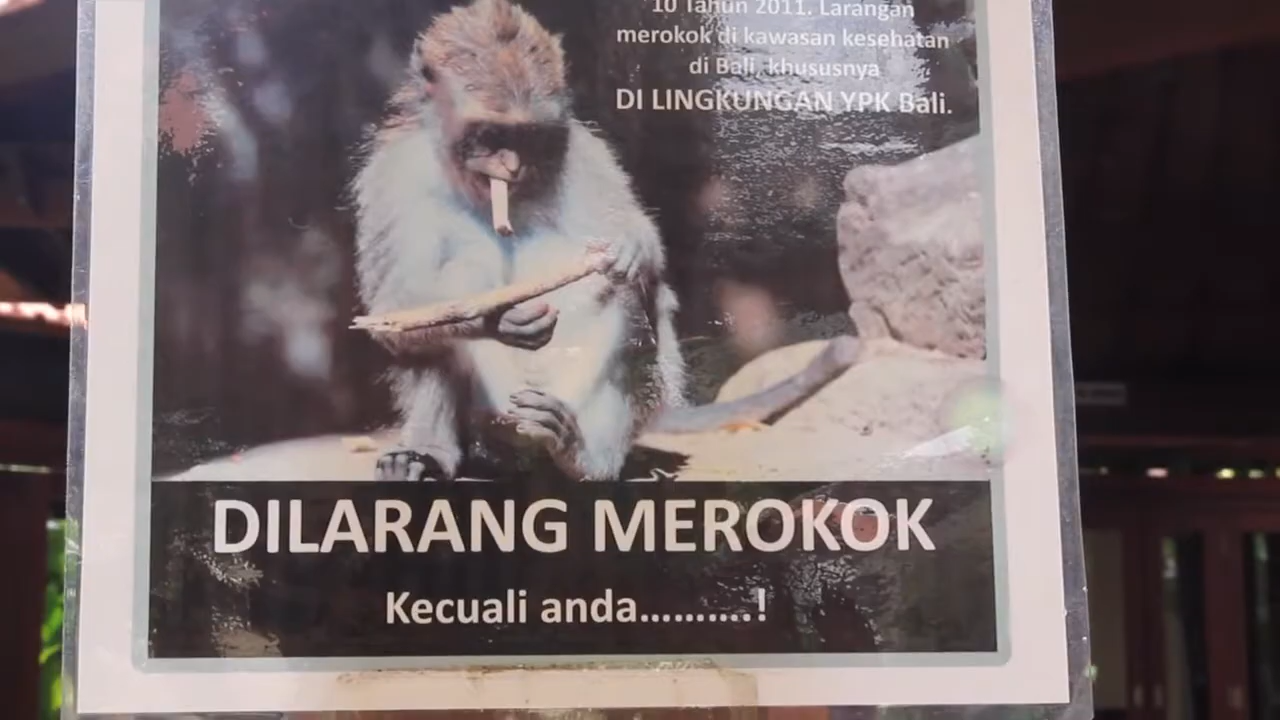 10 Tahun 2011. Larangan
merokok di kawasan kesehatan
di Bali, khususnya
DI LINGKUNGAN YPK Bali.
DILARANG MEROKOK
Kecuali anda..........!